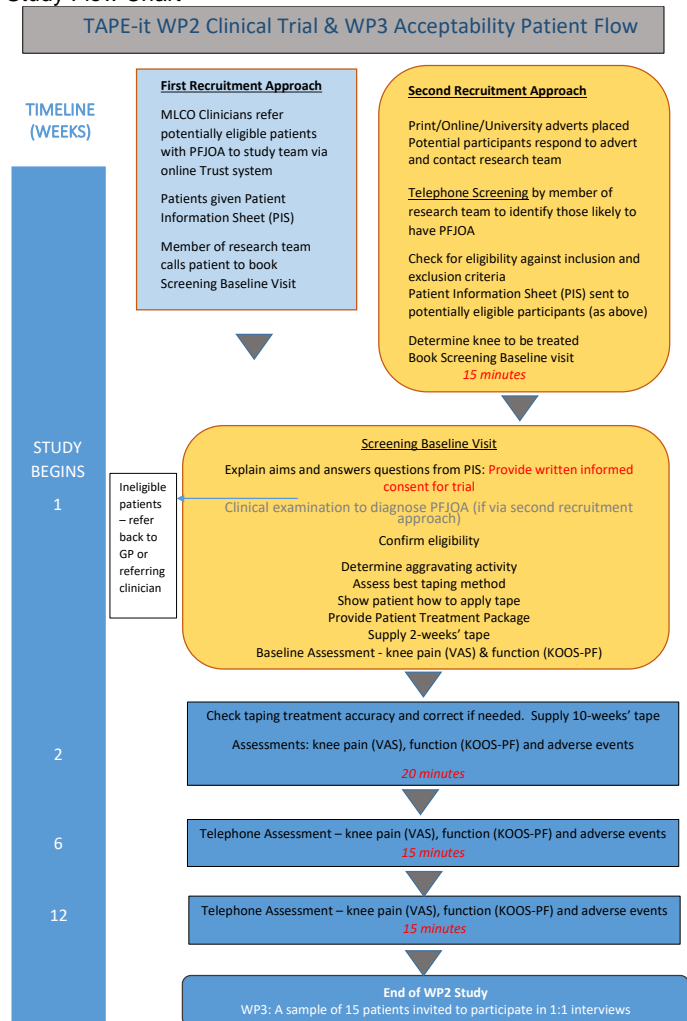 Study Flow Chart
TAPE-it WP2 Clinical Trial & WP3 Acceptability Patient Flow
TIMELINE
(WEEKS)
First Recruitment Approach
MLCO Clinicians refer
potentially eligible patients
with PFJOA to study team via
online Trust system
Patients given Patient
Information Sheet (PIS)
Member of research team
calls patient to book
Screening Baseline Visit
Second Recruitment Approach
Print/Online/University adverts placed
Potential participants respond to advert
and contact research team
Telephone Screening by member of
research team to identify those likely to
have PFJOA
Check for eligibility against inclusion and
exclusion criteria
Patient Information Sheet (PIS) sent to
potentially eligible participants (as above)
Determine knee to be treated
Book Screening Baseline visit
15 minutes
STUDY
BEGINS
1
Ineligible
patients
– refer
back to
GP or
referring
clinician
Screening Baseline Visit
Explain aims and answers questions from PIS: Provide written informed
consent for trial
Clinical examination to diagnose PFJOA (if via second recruitment
approach)
Confirm eligibility
Determine aggravating activity
Assess best taping method
Show patient how to apply tape
Provide Patient Treatment Package
Supply 2-weeks' tape
Baseline Assessment - knee pain (VAS) & function (KOOS-PF)
2
Check taping treatment accuracy and correct if needed. Supply 10-weeks' tape
Assessments: knee pain (VAS), function (KOOS-PF) and adverse events
20 minutes
6
Telephone Assessment – knee pain (VAS), function (KOOS-PF) and adverse events
15 minutes
12
Telephone Assessment – knee pain (VAS), function (KOOS-PF) and adverse events
15 minutes
End of WP2 Study
WP3: A sample of 15 patients invited to participate in 1:1 interviews